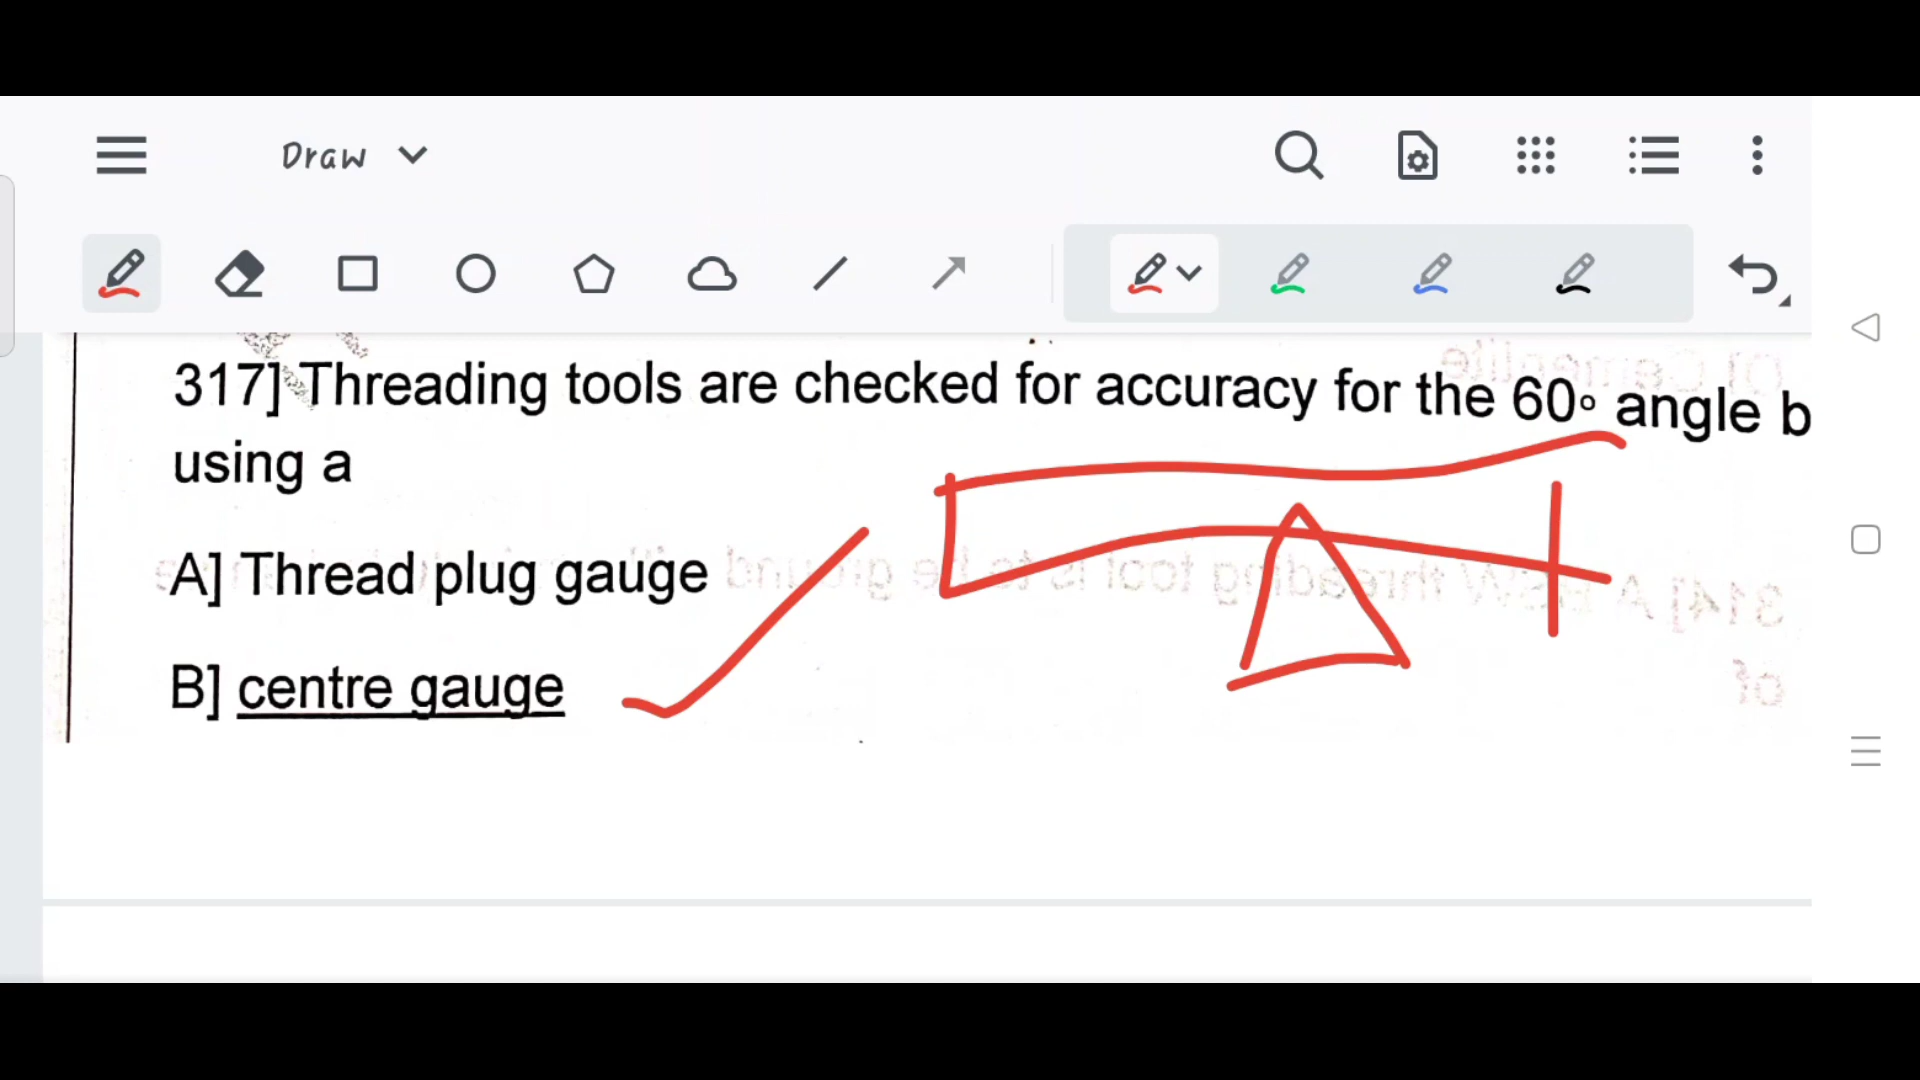 Draw
317] Threading tools are checked for accuracy for the 60° angle b
using a
A] Thread plug gauge
B] centre gauge